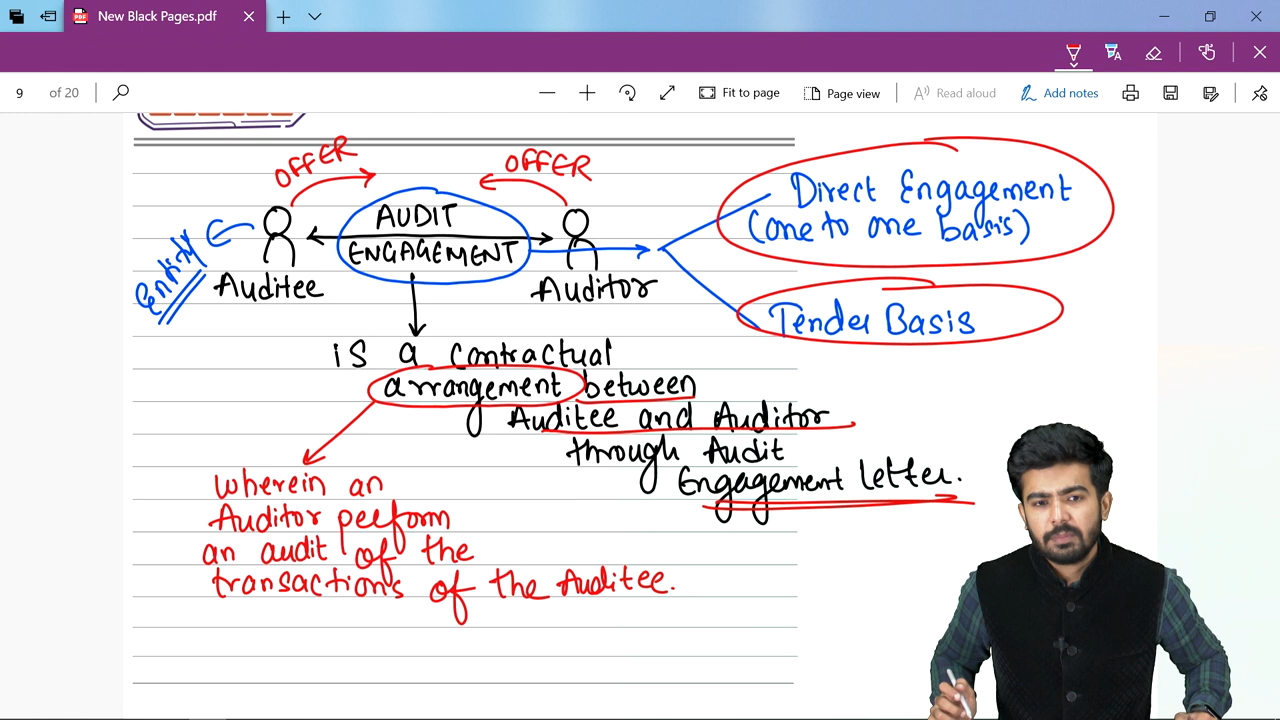 New Black Pages.pdf
9 of 20
Fit to page
Page view
Read aloud
Add notes
OFFER
OFFER
AUDIT
ENGAGEMENT
Entity
Auditee
Auditor
Direct Engagement
(one to one basis)
Tender Basis
is a contractual
arrangement between
Auditee and Auditor
through Audit
Engagement letter.
wherein an
Auditor perform
an audit of the
transactions of the Auditee.